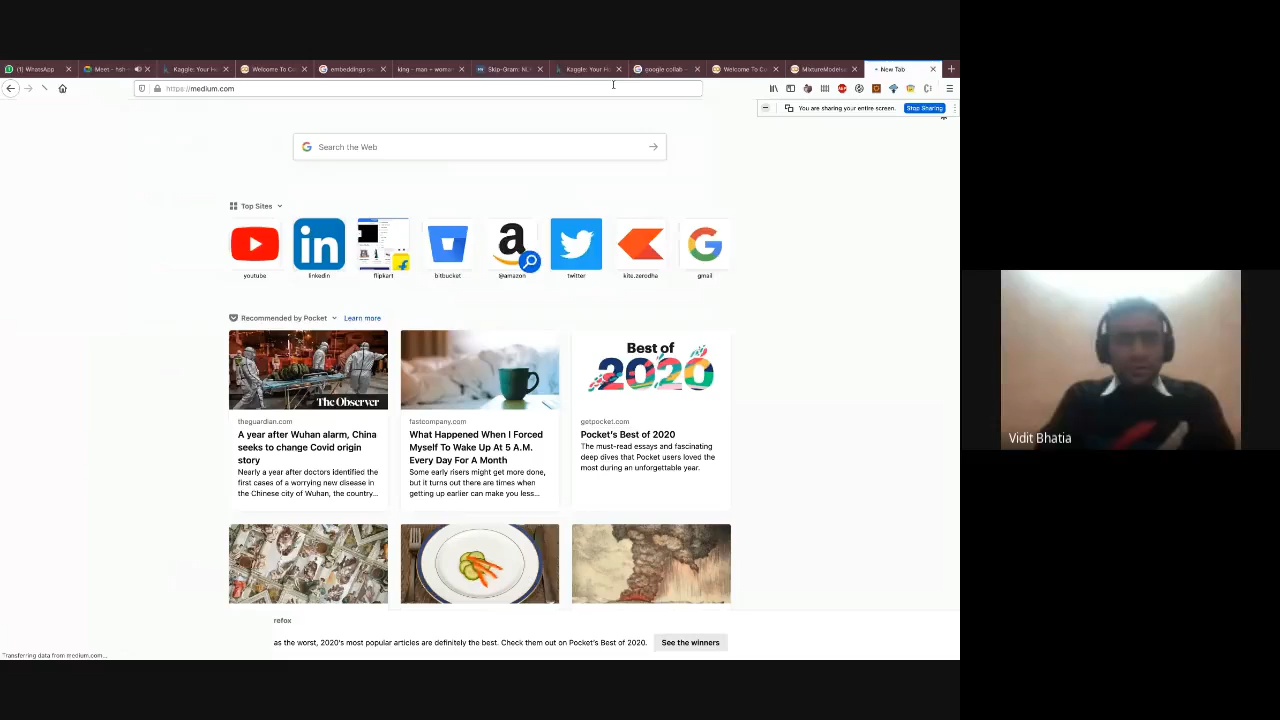 (1) WhatsApp
Meet - hsh
Kaggle: Your H
Welcome To C
embeddings
king - man + woman
Skip-Gram: NL
Kaggle: Your H
google collab -
Welcome To Co
MixtureModel
New Tab
https://medium.com
You are sharing your entire screen.
Stop Sharing
Search the Web
Top Sites
youtube
linkedin
flipkart
bitbucket
@amazon
twitter
kite.zerodha
gmail
Recommended by Pocket
Learn more
The Observer
Best of
2020
theguardian.com
A year after Wuhan alarm, China
seeks to change Covid origin
story
Nearly a year after doctors identified the
first cases of a worrying new disease in
the Chinese city of Wuhan, the country...
fastcompany.com
What Happened When I Forced
Myself To Wake Up At 5 A.M.
Every Day For A Month
Some early risers might get more done,
but it turns out there are times when
getting up earlier can make you less...
getpocket.com
Pocket's Best of 2020
The must-read essays and fascinating
deep dives that Pocket users loved the
most during an unforgettable year.
Vidit Bhatia
refox
as the worst, 2020's most popular articles are definitely the best. Check them out on Pocket's Best of 2020.
See the winners
Transferring data from medium.com...